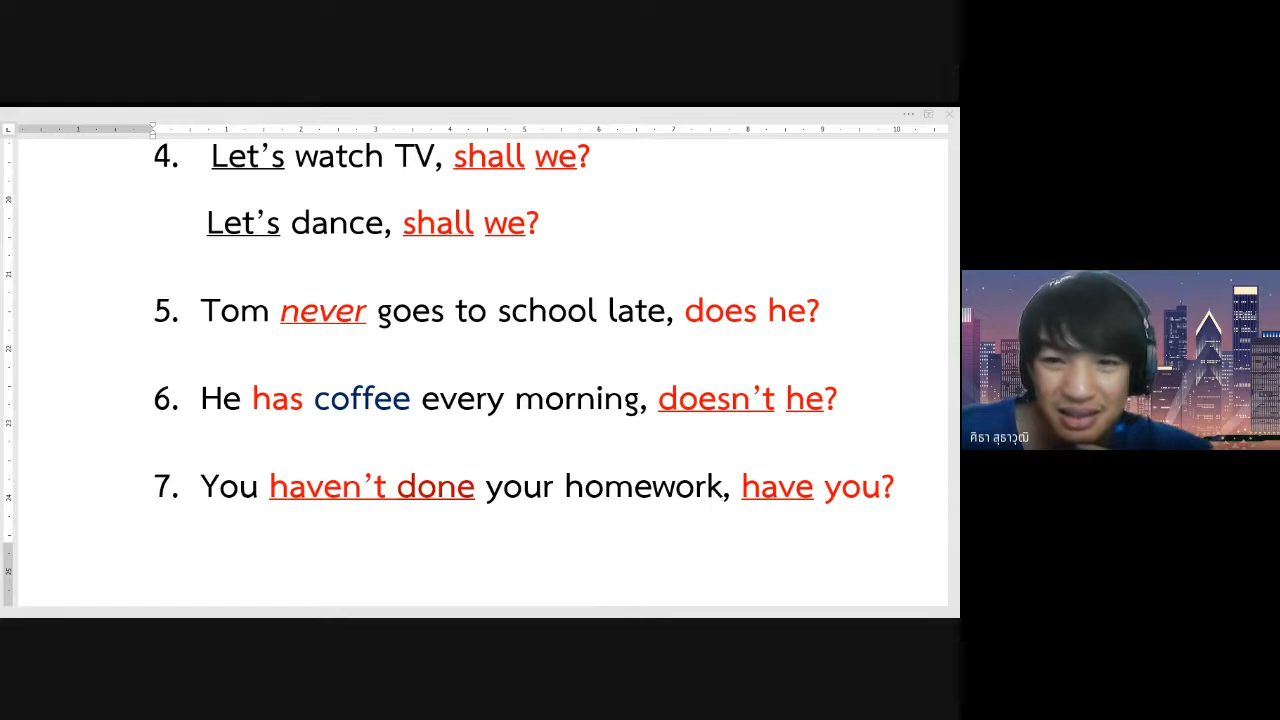 4. Let's watch TV, shall we?
Let's dance, shall we?
5. Tom never goes to school late, does he?
6. He has coffee every morning, doesn't he?
7. You haven't done your homework, have you?
ศิธา สุธาวุฒิ